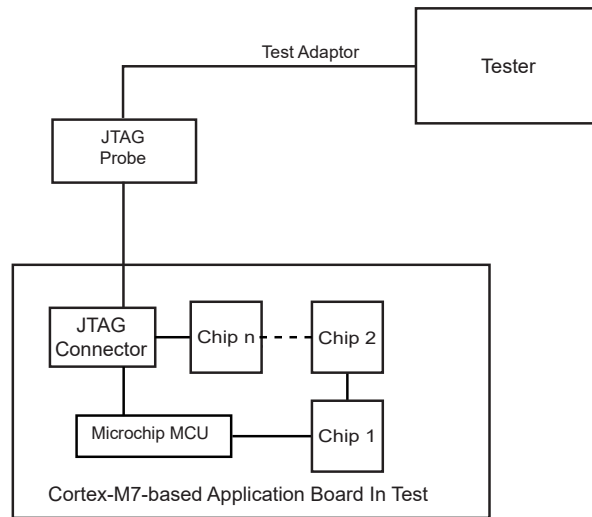 Test Adaptor
Tester
JTAG
Probe
JTAG
Connector
Chip n
Chip 2
Microchip MCU
Chip 1
Cortex-M7-based Application Board In Test